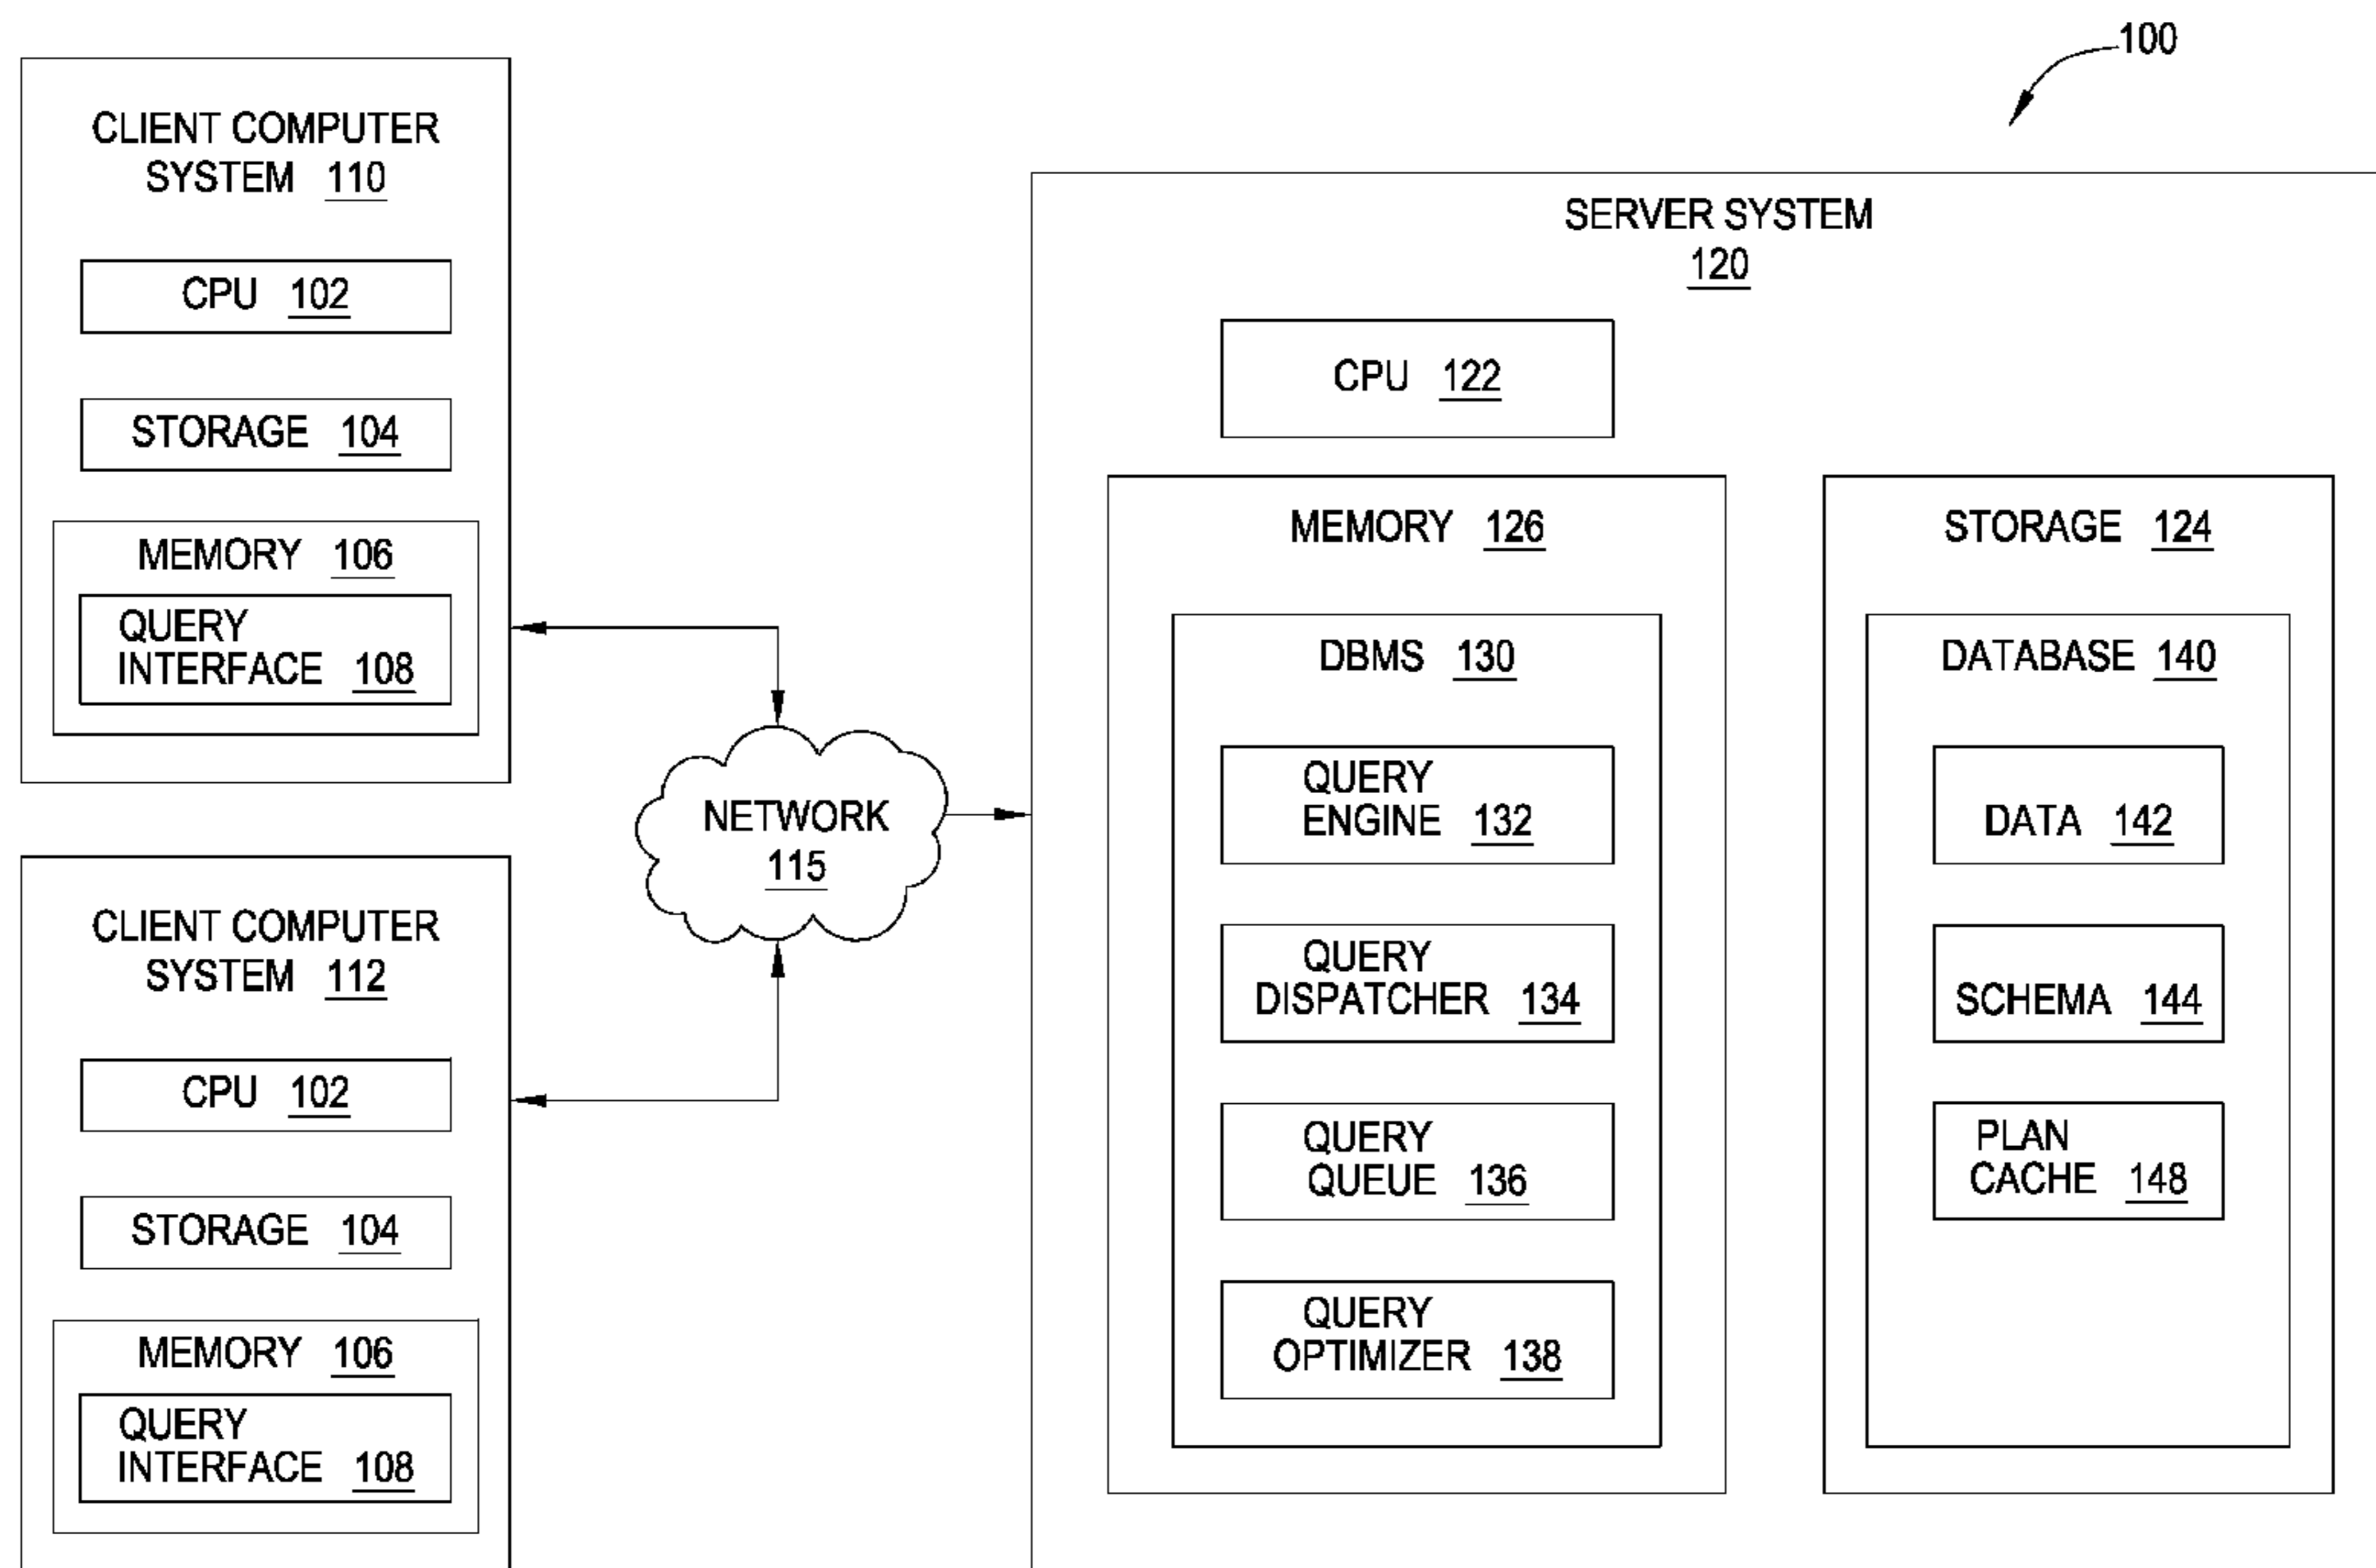 100
CLIENT COMPUTER
SYSTEM 110
CPU 102
STORAGE 104
MEMORY 106
QUERY
INTERFACE 108
CLIENT COMPUTER
SYSTEM 112
CPU 102
STORAGE 104
MEMORY 106
QUERY
INTERFACE 108
NETWORK
115
SERVER SYSTEM
120
CPU 122
MEMORY 126
DBMS 130
QUERY
ENGINE 132
QUERY
DISPATCHER 134
QUERY
QUEUE 136
QUERY
OPTIMIZER 138
STORAGE 124
DATABASE 140
DATA 142
SCHEMA 144
PLAN
CACHE 148